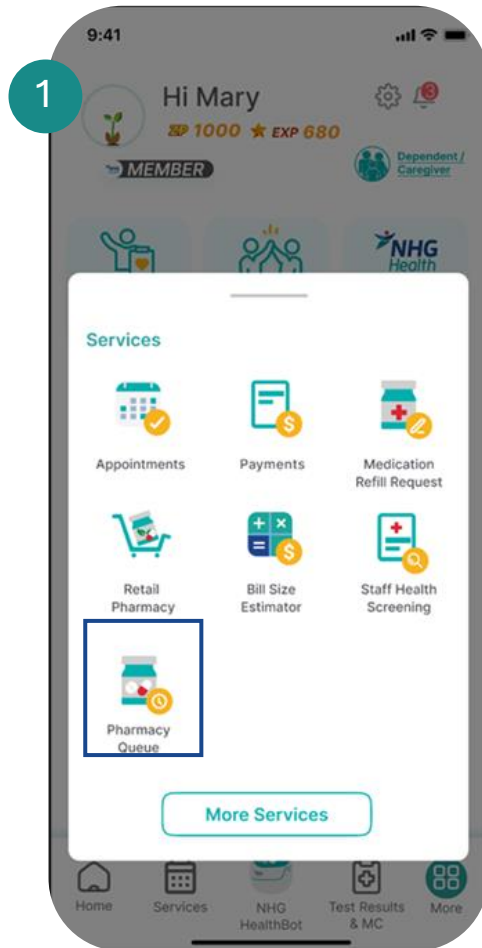 9:41
1
Hi Mary
3
ZP 1000 ★ EXP 680
MEMBER
Dependent /
Caregiver
NHG
Health
Services
Appointments
Payments
Medication
Refill Request
Retail
Pharmacy
Bill Size
Estimator
Staff Health
Screening
Pharmacy
Queue
More Services
Home
Services
NHG
HealthBot
Test Results
& MC
More